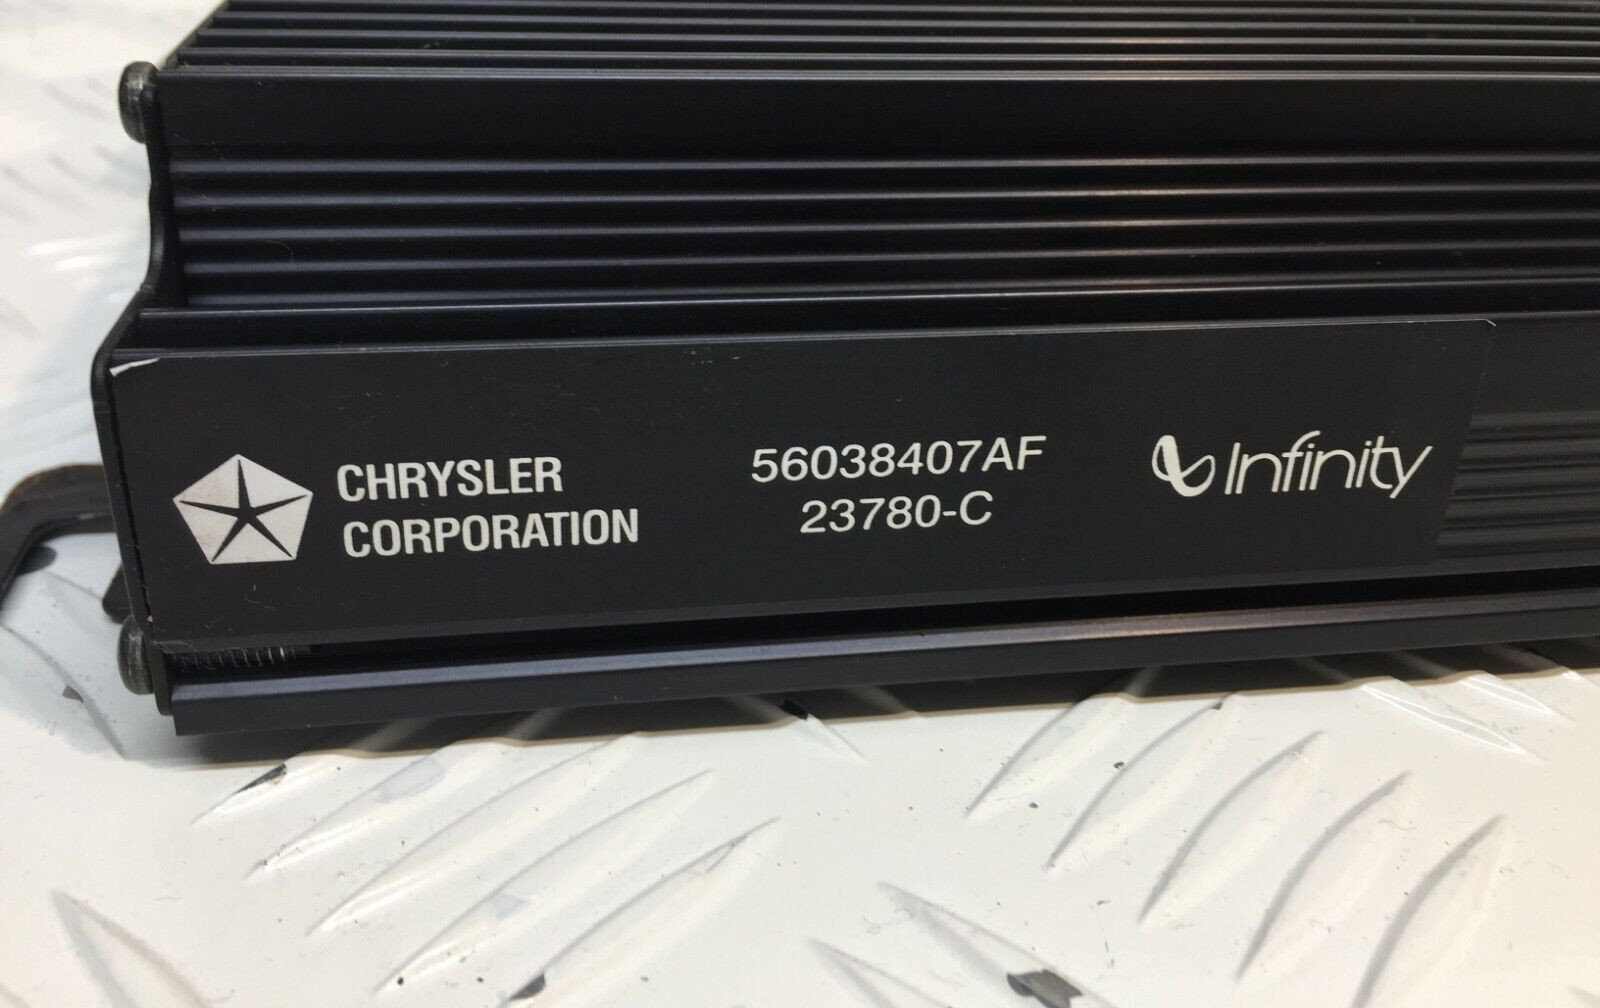 CHRYSLER
CORPORATION
56038407AF
23780-C
Infinity